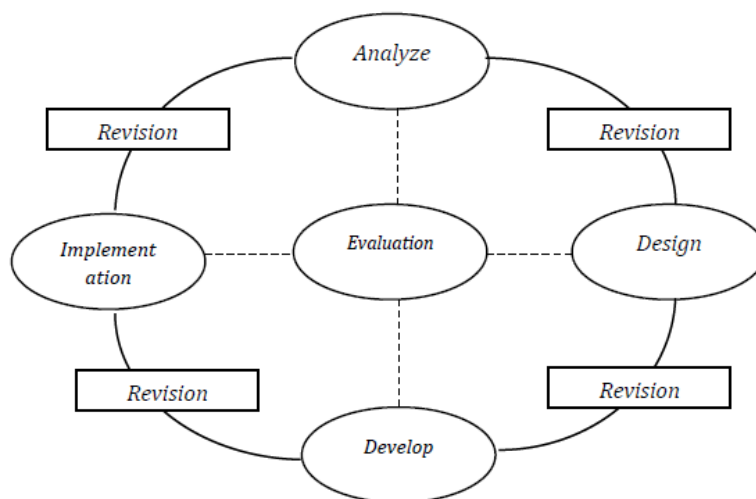 Analyze
Revision
Revision
Implement
ation
Evaluation
Design
Revision
Revision
Develop